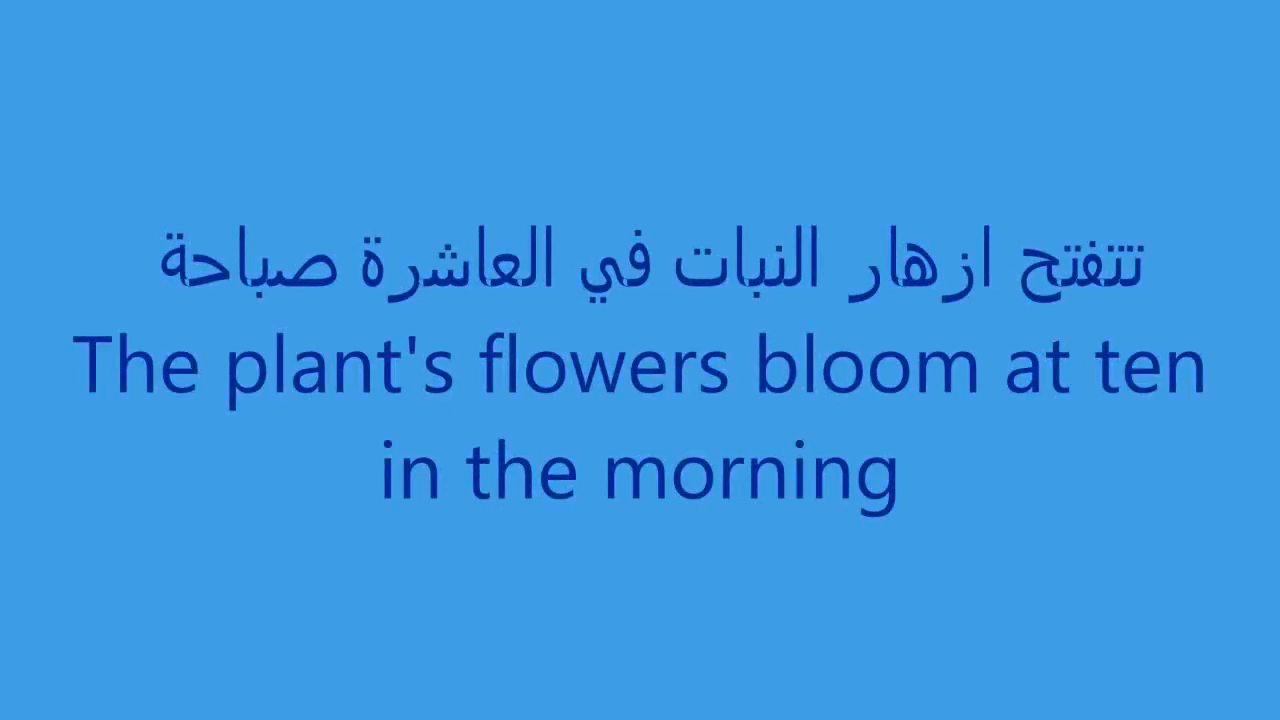 تتفتح ازهار النبات في العاشرة صباحة
The plant's flowers bloom at ten
in the morning